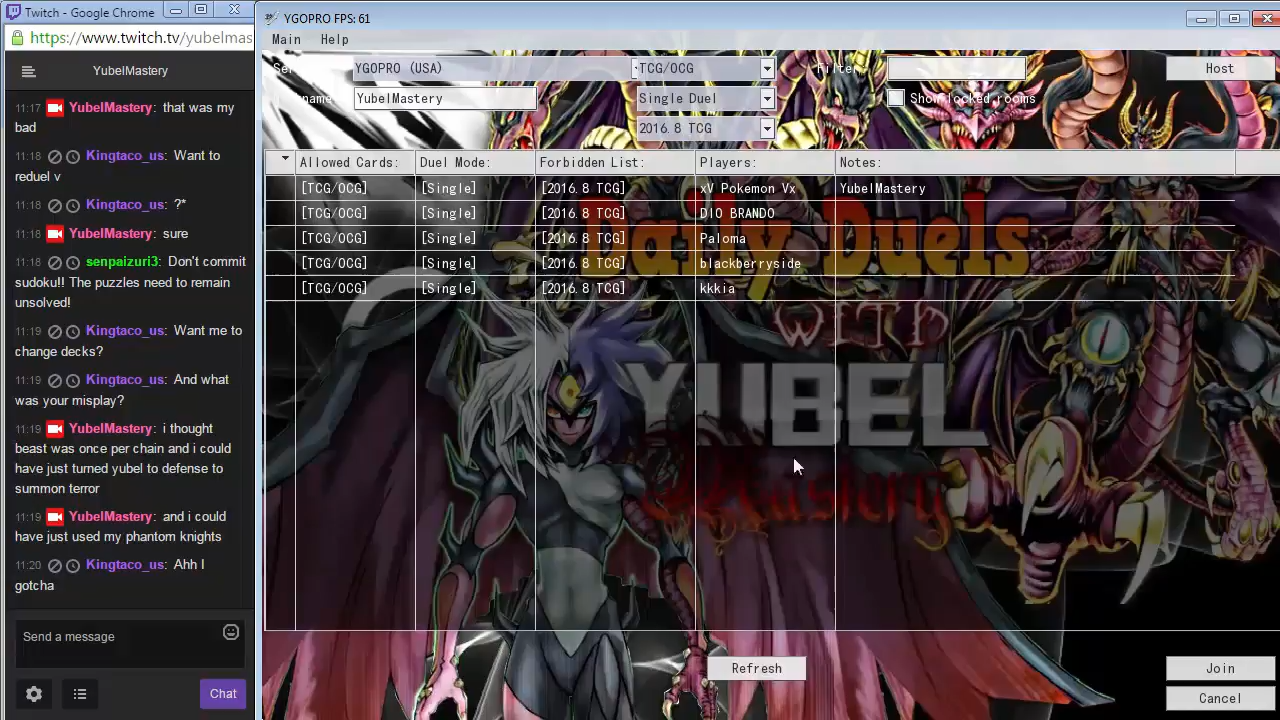 Twitch - Google Chrome
https://www.twitch.tv/yubelmas
YubelMastery
11:17 YubelMastery: that was my
bad
11:18 Kingtaco_us: Want to
reduel v
11:18 Kingtaco_us: ?*
11:18 YubelMastery: sure
11:18 senpaizuri3: Don't commit
sudoku!! The puzzles need to remain
unsolved!
11:19 Kingtaco_us: Want me to
change decks?
11:19 Kingtaco_us: And what
was your misplay?
11:19 YubelMastery: i thought
beast was once per chain and i could
have just turned yubel to defense to
summon terror
11:19 YubelMastery: and i could
have just used my phantom knights
11:20 Kingtaco_us: Ahh I
gotcha
Send a message
Chat
YGOPRO FPS: 61
Main Help
YGOPRO (USA) TCG/OCG Filter Host
YubelMastery Single Duel Show locked rooms
2016.8 TCG
Allowed Cards: Duel Mode: Forbidden List: Players: Notes:
[TCG/OCG] [Single] [2016.8 TCG] xV Pokemon Vx YubelMastery
[TCG/OCG] [Single] [2016.8 TCG] DIO BRANDO
[TCG/OCG] [Single] [2016.8 TCG] Paloma
[TCG/OCG] [Single] [2016.8 TCG] blackberryside
[TCG/OCG] [Single] [2016.8 TCG] kkkia
Daily Duels
WITH
YUBEL
Mastery
Refresh
Join
Cancel